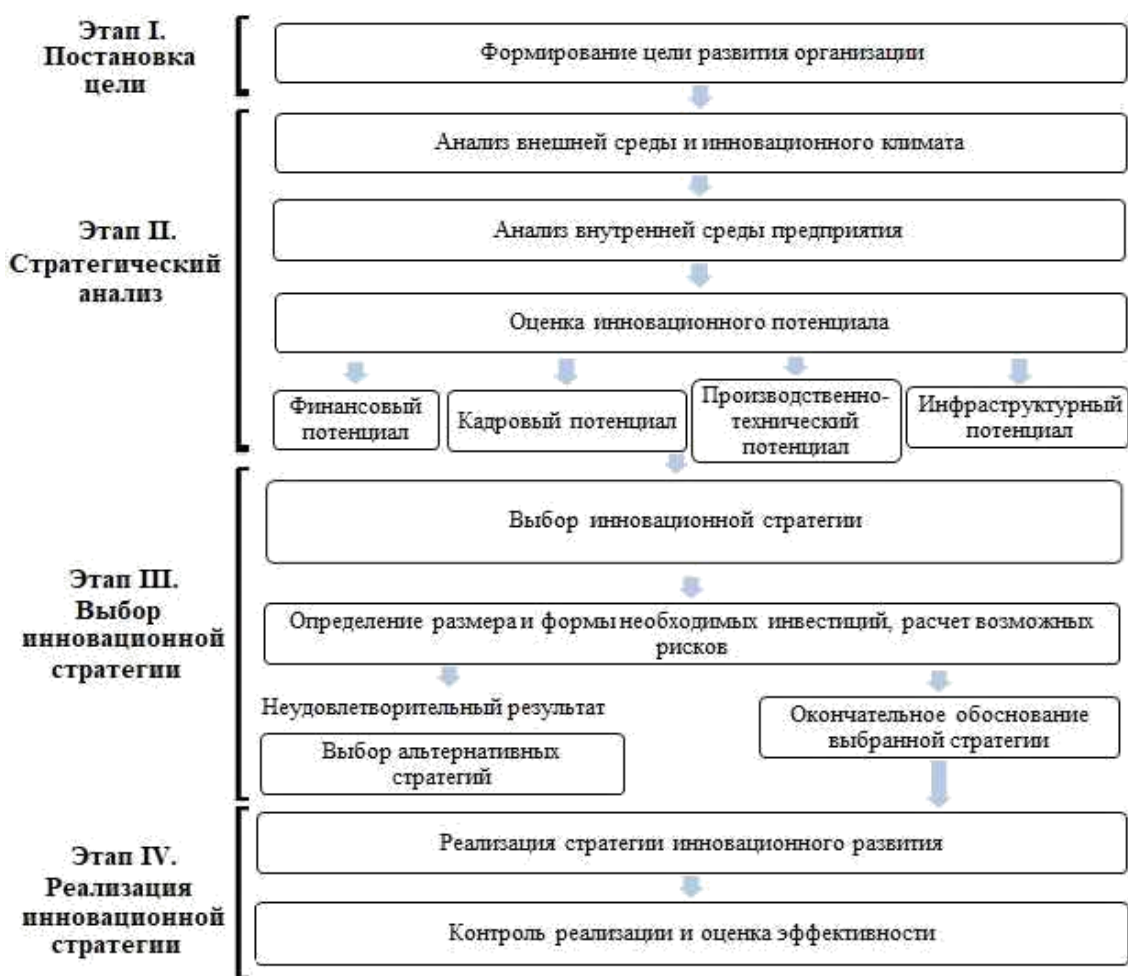 Этап I.
Постановка
цели
Формирование цели развития организации
Этап II.
Стратегический
анализ
Анализ внешней среды и инновационного климата
Анализ внутренней среды предприятия
Оценка инновационного потенциала
Финансовый
потенциал
Кадровый потенциал
Производственно-
технический
потенциал
Инфраструктурный
потенциал
Этап III.
Выбор
инновационной
стратегии
Выбор инновационной стратегии
Определение размера и формы необходимых инвестиций, расчет возможных
рисков
Неудовлетворительный результат
Выбор альтернативных
стратегий
Окончательное обоснование
выбранной стратегии
Этап IV.
Реализация
инновационной
стратегии
Реализация стратегии инновационного развития
Контроль реализации и оценка эффективности